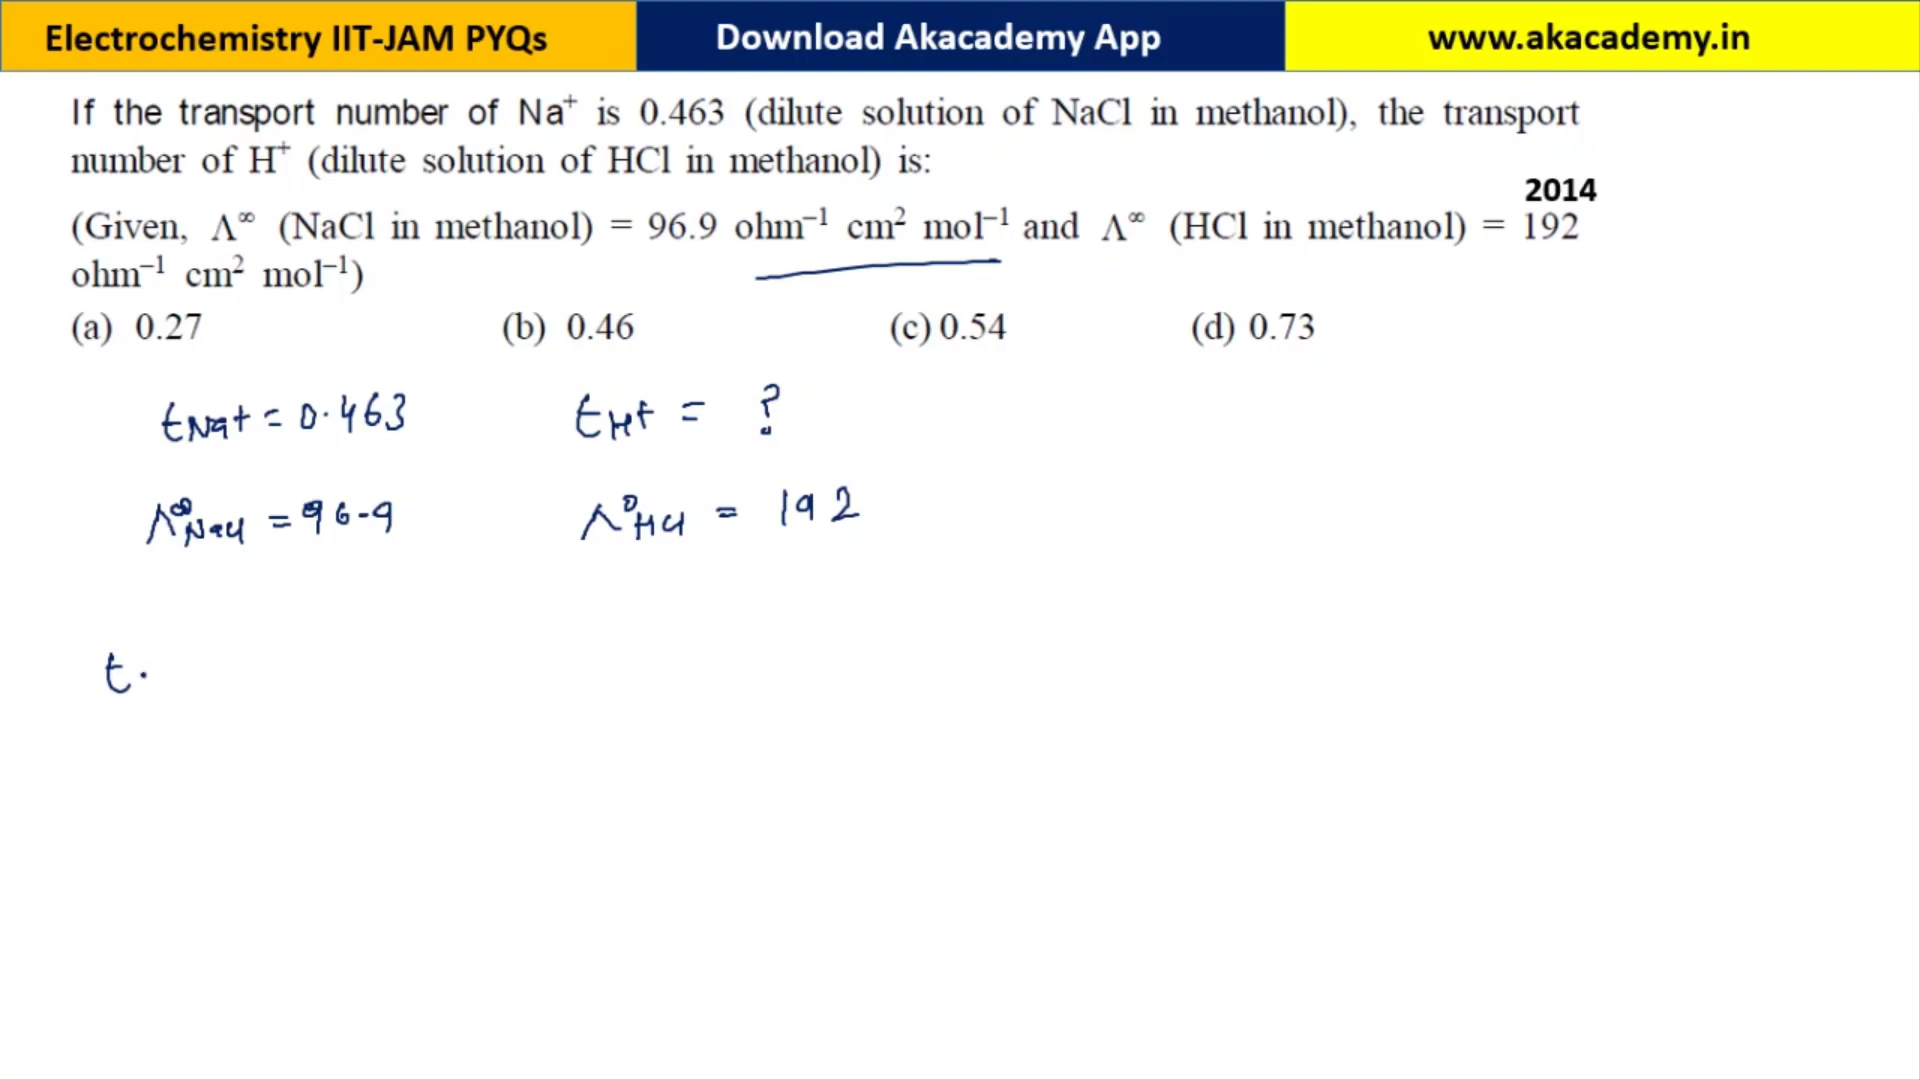 Electrochemistry IIT-JAM PYQs
Download Akacademy App
www.akacademy.in
If the transport number of Na⁺ is 0.463 (dilute solution of NaCl in methanol), the transport
number of H⁺ (dilute solution of HCl in methanol) is:
2014
(Given, Λ∞ (NaCl in methanol) = 96.9 ohm⁻¹ cm² mol⁻¹ and Λ∞ (HCl in methanol) = 192
ohm⁻¹ cm² mol⁻¹)
(a) 0.27 (b) 0.46 (c) 0.54 (d) 0.73
tNa+ = 0.463 tH+ = ?
Λ∞NaCl = 96.9 Λ°HCl = 192
t.